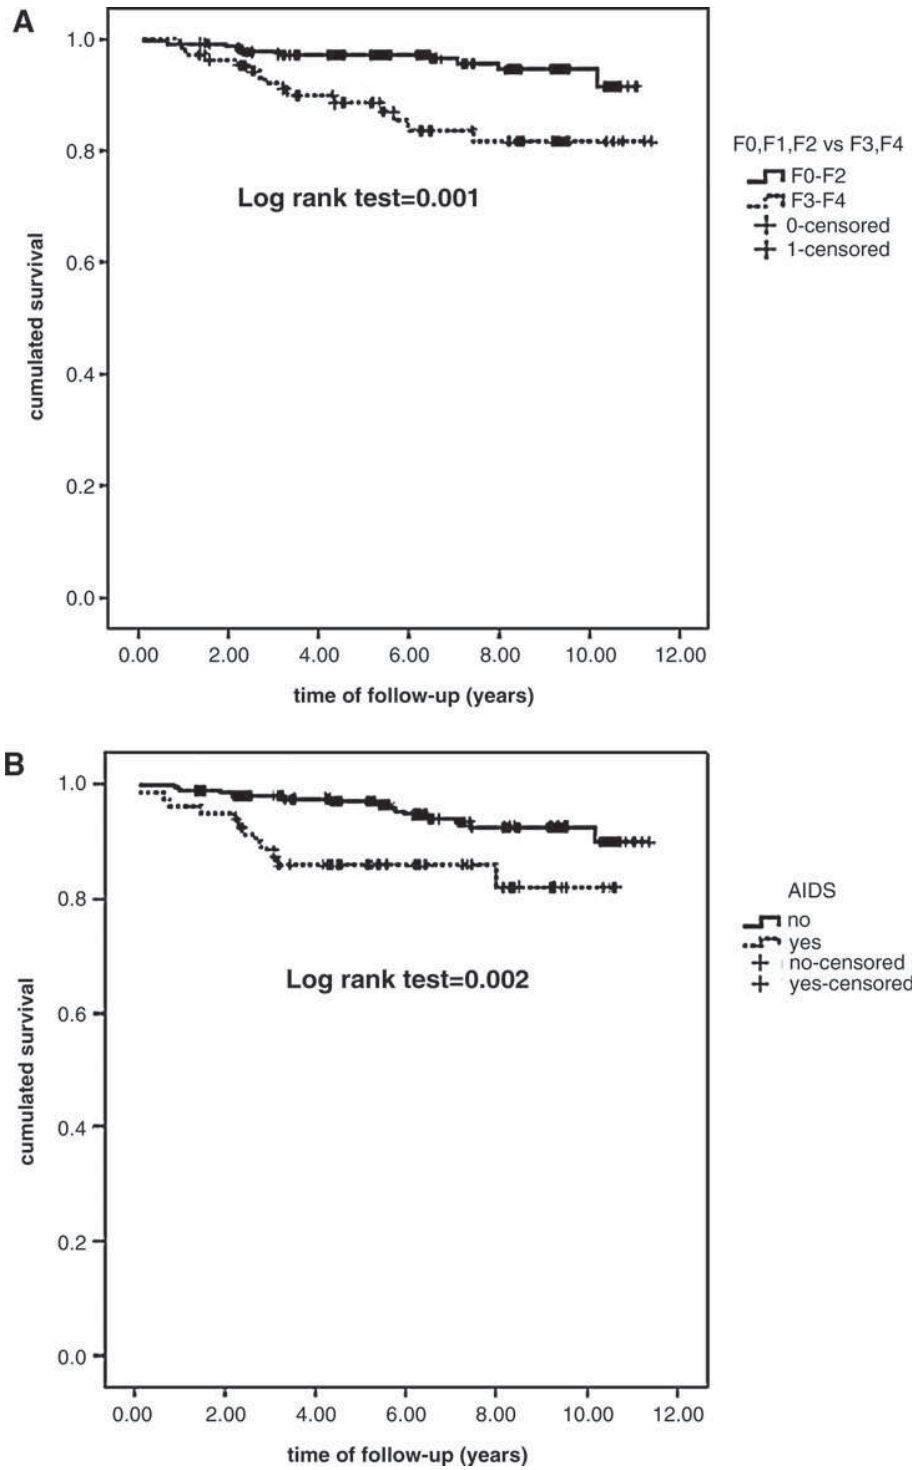 A
1.0
0.8
0.6
0.4
0.2
0.0
cumulated survival
Log rank test=0.001
0.00 2.00 4.00 6.00 8.00 10.00 12.00
time of follow-up (years)
F0,F1,F2 vs F3,F4
F0-F2
F3-F4
0-censored
1-censored
B
1.0
0.8
0.6
0.4
0.2
0.0
cumulated survival
Log rank test=0.002
0.00 2.00 4.00 6.00 8.00 10.00 12.00
time of follow-up (years)
AIDS
no
yes
no-censored
yes-censored